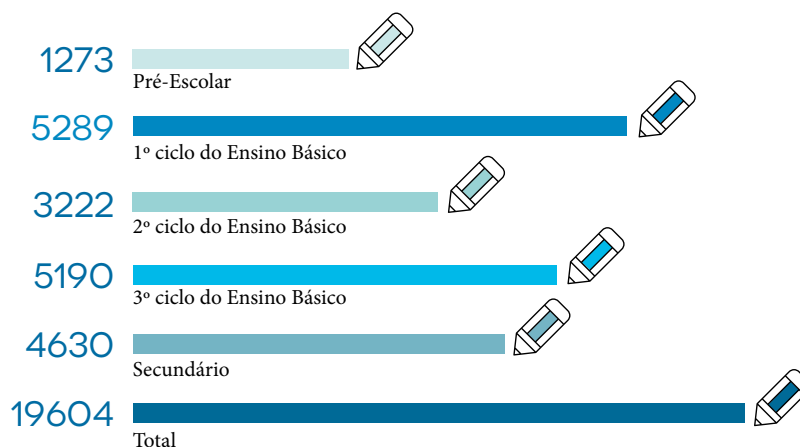 1273
Pré-Escolar
5289
1º ciclo do Ensino Básico
3222
2º ciclo do Ensino Básico
5190
3º ciclo do Ensino Básico
4630
Secundário
19604
Total